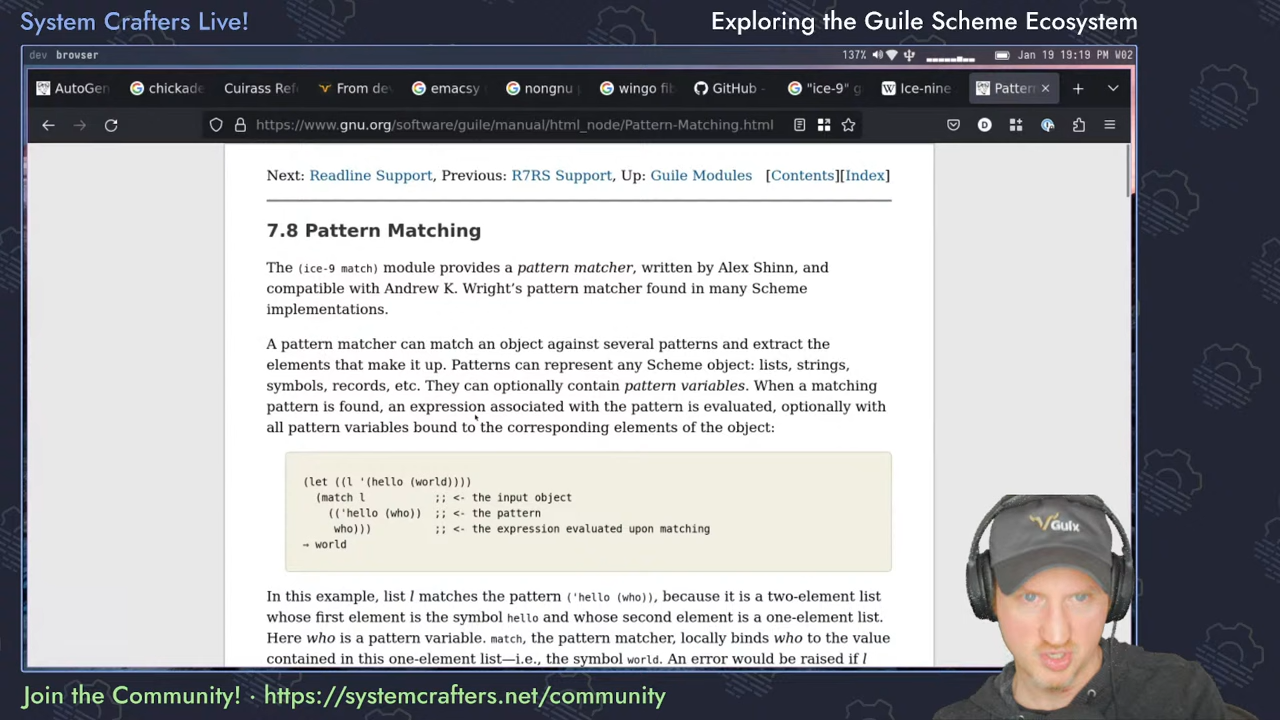 System Crafters Live!
Exploring the Guile Scheme Ecosystem
dev browser
137%
Jan 19 19:19 PM W02
AutoGen
chickade
Cuirass Ref
From de
emacsy
nongnu
wingo fib
GitHub -
"ice-9" g
Ice-nine
Pattern
https://www.gnu.org/software/guile/manual/html_node/Pattern-Matching.html
D
Next: Readline Support, Previous: R7RS Support, Up: Guile Modules [Contents][Index]
7.8 Pattern Matching
The (ice-9 match) module provides a pattern matcher, written by Alex Shinn, and
compatible with Andrew K. Wright’s pattern matcher found in many Scheme
implementations.
A pattern matcher can match an object against several patterns and extract the
elements that make it up. Patterns can represent any Scheme object: lists, strings,
symbols, records, etc. They can optionally contain pattern variables. When a matching
pattern is found, an expression associated with the pattern is evaluated, optionally with
all pattern variables bound to the corresponding elements of the object:
(let ((l '(hello (world))))
(match l ;; <- the input object
(('hello (who)) ;; <- the pattern
who))) ;; <- the expression evaluated upon matching
→ world
In this example, list l matches the pattern ('hello (who)), because it is a two-element list
whose first element is the symbol hello and whose second element is a one-element list.
Here who is a pattern variable. match, the pattern matcher, locally binds who to the value
contained in this one-element list—i.e., the symbol world. An error would be raised if l
Guix
Join the Community! · https://systemcrafters.net/community